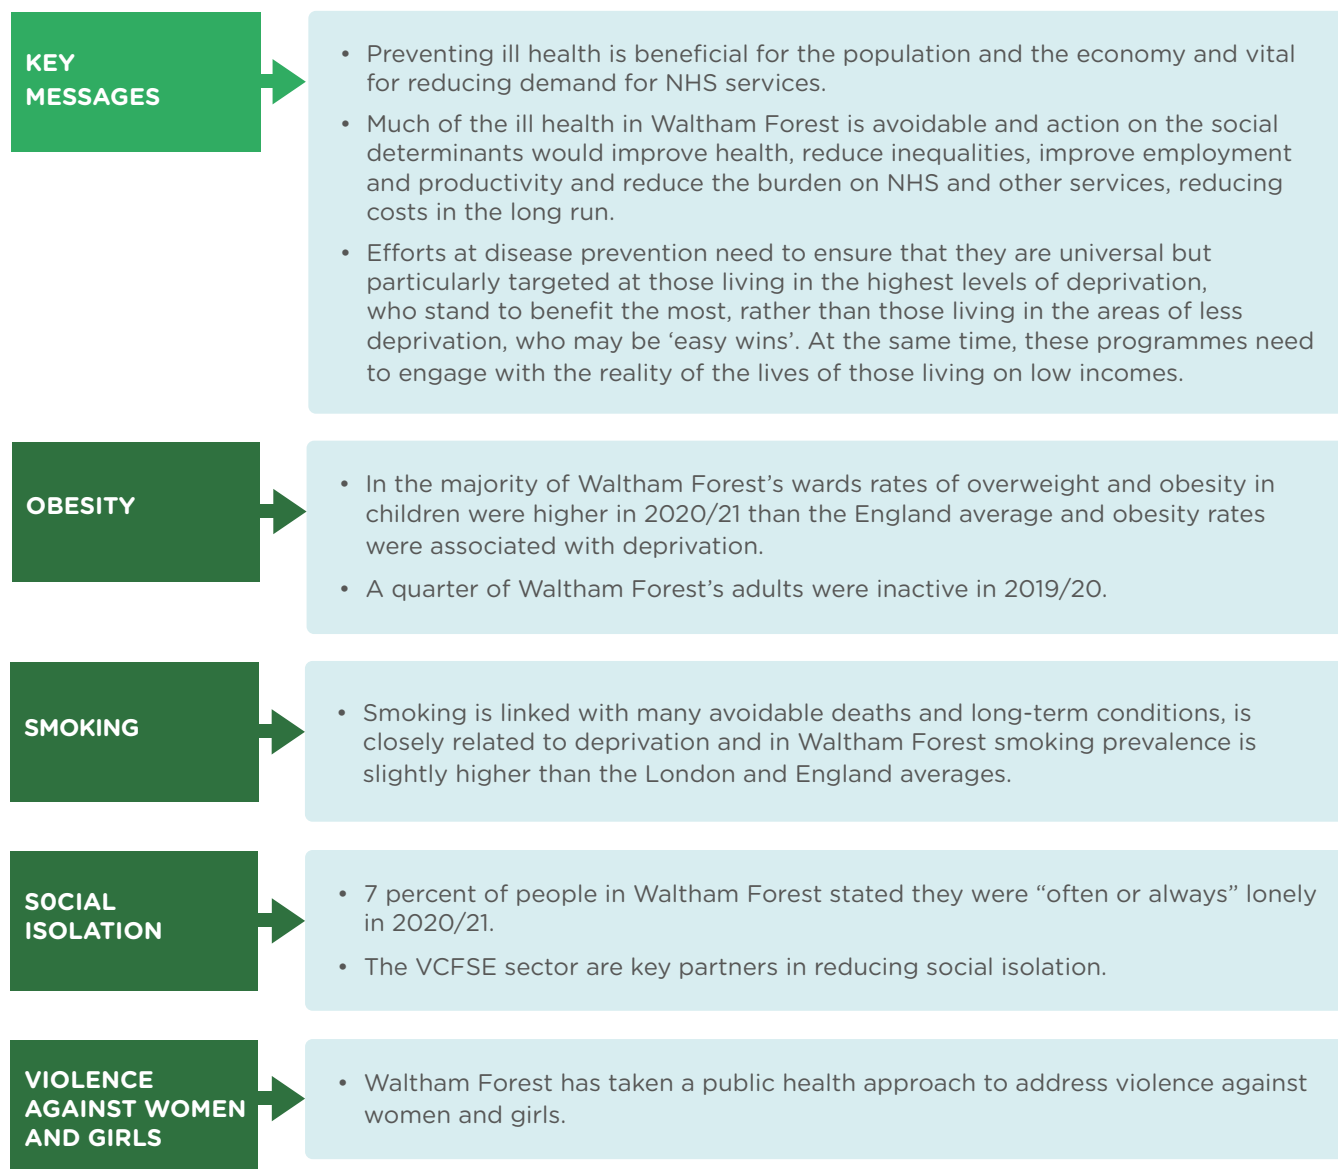 KEY
MESSAGES
• Preventing ill health is beneficial for the population and the economy and vital
for reducing demand for NHS services.
• Much of the ill health in Waltham Forest is avoidable and action on the social
determinants would improve health, reduce inequalities, improve employment
and productivity and reduce the burden on NHS and other services, reducing
costs in the long run.
• Efforts at disease prevention need to ensure that they are universal but
particularly targeted at those living in the highest levels of deprivation,
who stand to benefit the most, rather than those living in the areas of less
deprivation, who may be ‘easy wins’. At the same time, these programmes need
to engage with the reality of the lives of those living on low incomes.
OBESITY
• In the majority of Waltham Forest’s wards rates of overweight and obesity in
children were higher in 2020/21 than the England average and obesity rates
were associated with deprivation.
• A quarter of Waltham Forest’s adults were inactive in 2019/20.
SMOKING
• Smoking is linked with many avoidable deaths and long-term conditions, is
closely related to deprivation and in Waltham Forest smoking prevalence is
slightly higher than the London and England averages.
S0CIAL
ISOLATION
• 7 percent of people in Waltham Forest stated they were “often or always” lonely
in 2020/21.
• The VCFSE sector are key partners in reducing social isolation.
VIOLENCE
AGAINST WOMEN
AND GIRLS
• Waltham Forest has taken a public health approach to address violence against
women and girls.